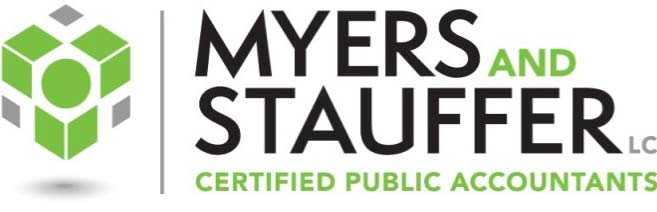 MYERS AND
STAUFFER LC
CERTIFIED PUBLIC ACCOUNTANTS